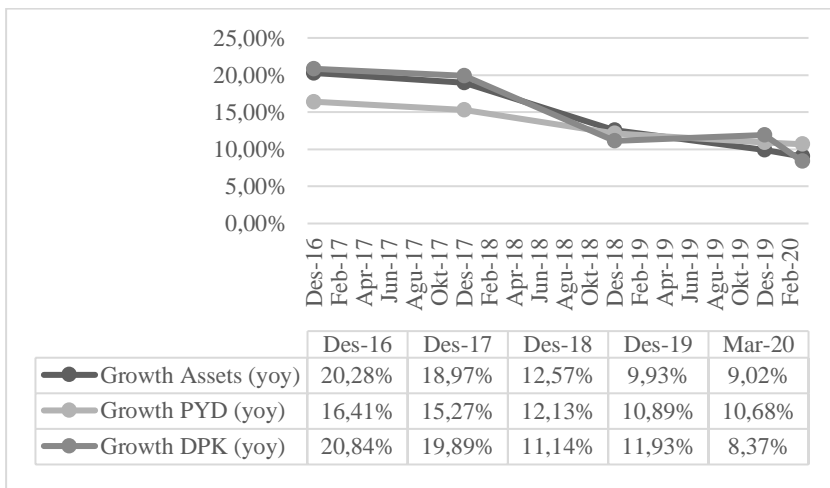 25,00%
20,00%
15,00%
10,00%
5,00%
0,00%
Des-16
Feb-17
Apr-17
Jun-17
Agu-17
Okt-17
Des-17
Feb-18
Apr-18
Jun-18
Agu-18
Okt-18
Des-18
Feb-19
Apr-19
Jun-19
Agu-19
Okt-19
Des-19
Feb-20
Des-16 Des-17 Des-18 Des-19 Mar-20
Growth Assets (yoy) 20,28% 18,97% 12,57% 9,93% 9,02%
Growth PYD (yoy) 16,41% 15,27% 12,13% 10,89% 10,68%
Growth DPK (yoy) 20,84% 19,89% 11,14% 11,93% 8,37%